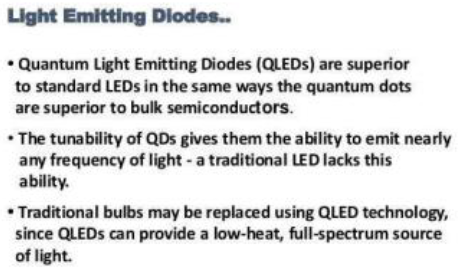 Light Emitting Diodes..
• Quantum Light Emitting Diodes (QLEDs) are superior
to standard LEDs in the same ways the quantum dots
are superior to bulk semiconductors.
• The tunability of QDs gives them the ability to emit nearly
any frequency of light - a traditional LED lacks this
ability.
• Traditional bulbs may be replaced using QLED technology,
since QLEDs can provide a low-heat, full-spectrum source
of light.